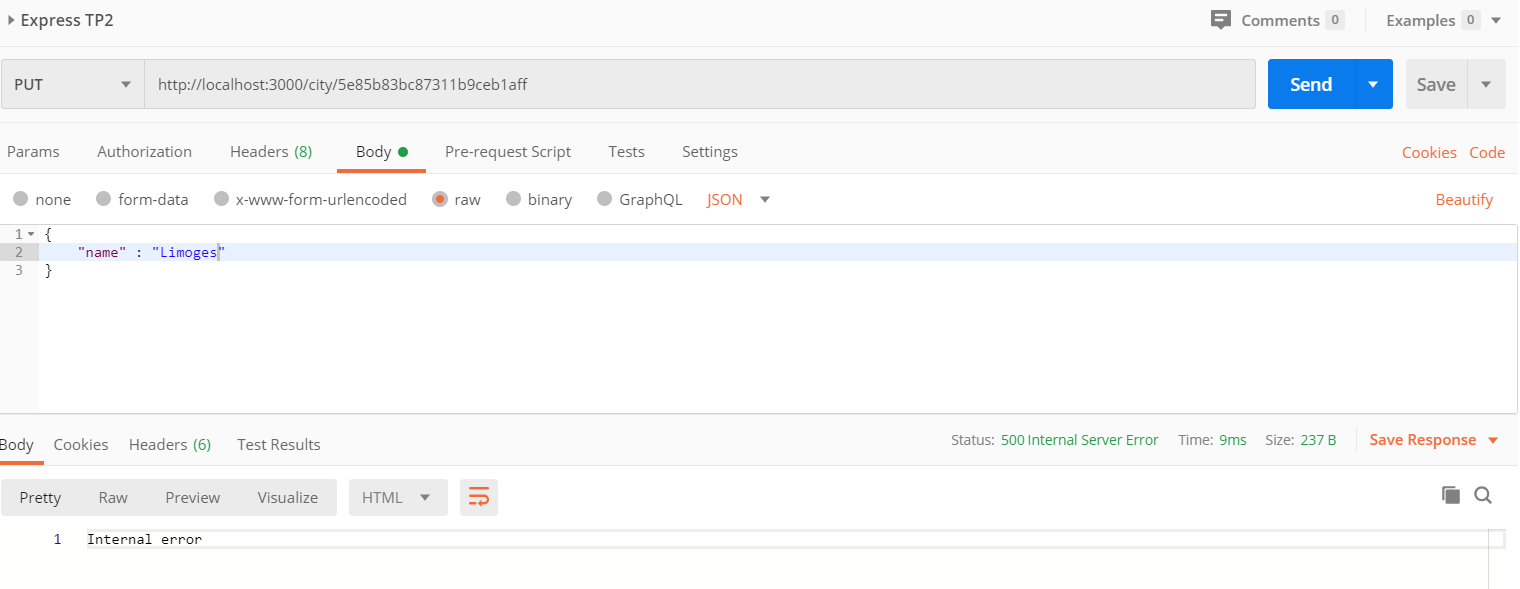 Express TP2 Comments 0 Examples 0
PUT http://localhost:3000/city/5e85b83bc87311b9ceb1aff Send Save
Params Authorization Headers (8) Body Pre-request Script Tests Settings Cookies Code
none form-data x-www-form-urlencoded raw binary GraphQL JSON Beautify
1 {
2 "name" : "Limoges"
3 }
Body Cookies Headers (6) Test Results Status: 500 Internal Server Error Time: 9ms Size: 237 B Save Response
Pretty Raw Preview Visualize HTML
1 Internal error